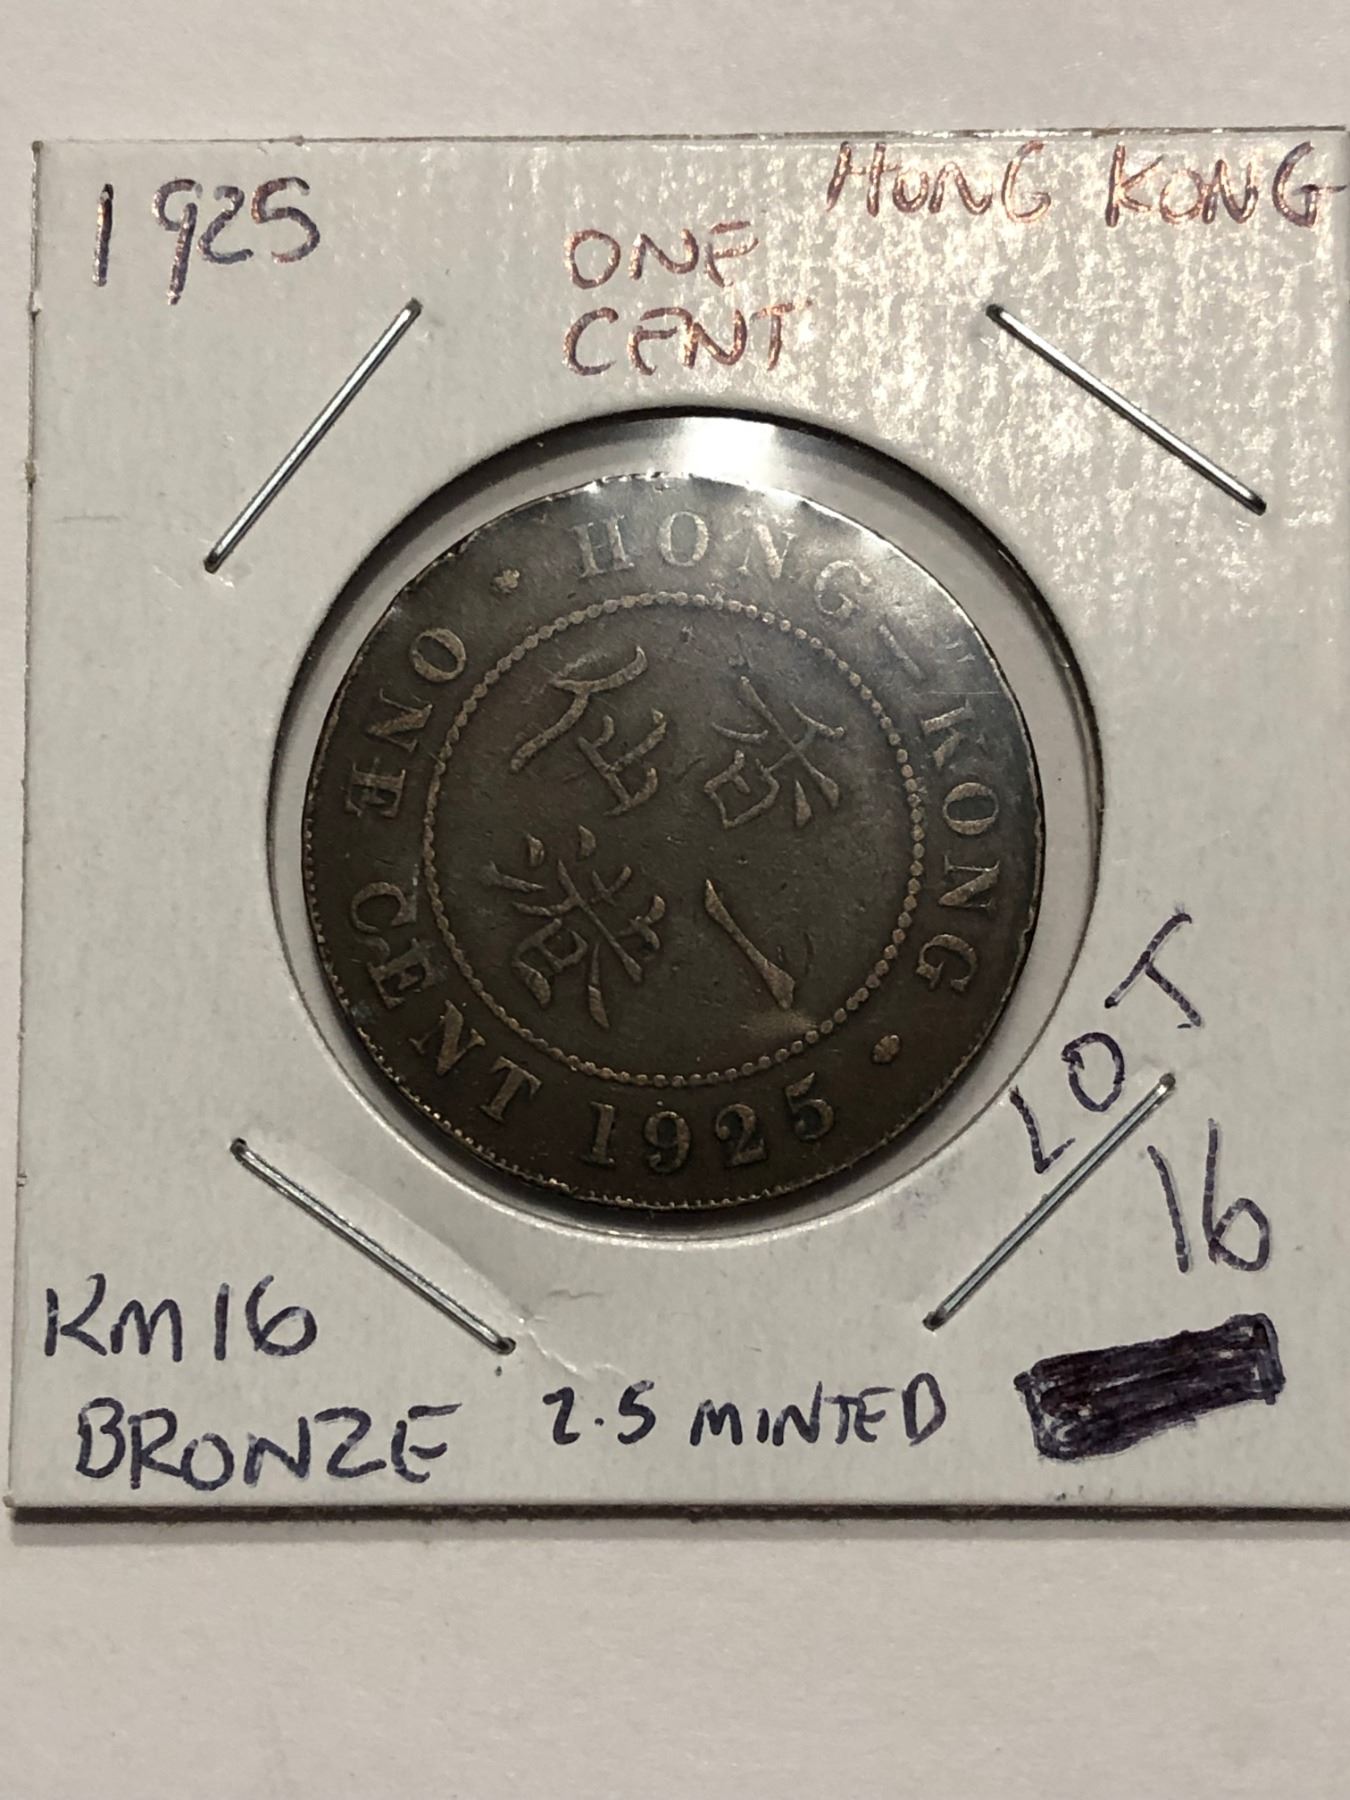 1925
ONE
CENT
HONG KONG
· HONG-KONG ·
香港
一仙
ONE CENT 1925
LOT
16
KM16
BRONZE
2.5 MINTED